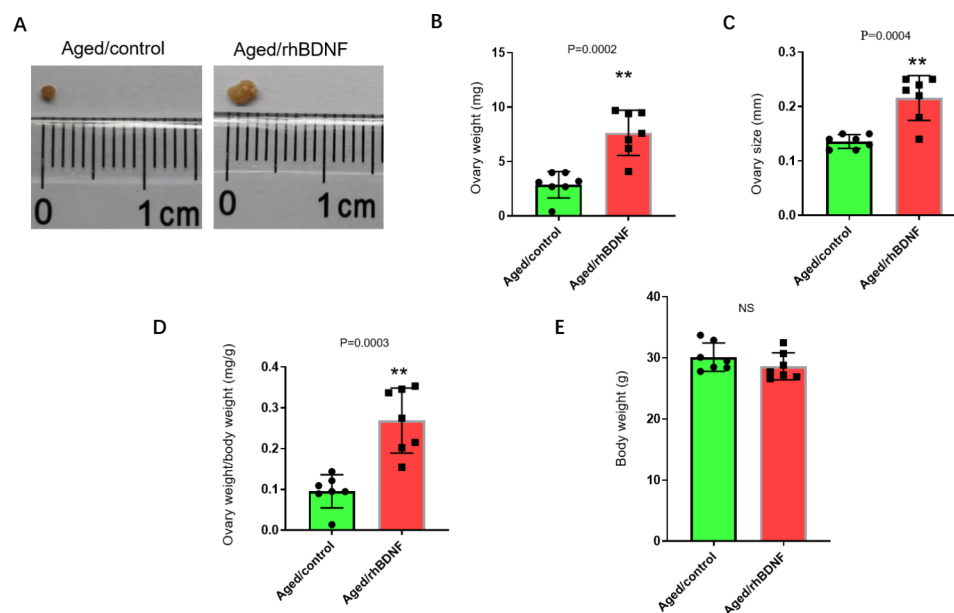 A
Aged/control
Aged/rhBDNF
0
1 cm
0
1 cm
B
P=0.0002
**
Ovary weight (mg)
15
10
5
0
Aged/control
Aged/rhBDNF
C
P=0.0004
**
Ovary size (mm)
0.3
0.2
0.1
0.0
Aged/control
Aged/rhBDNF
D
P=0.0003
**
Ovary weight/body weight (mg/g)
0.4
0.3
0.2
0.1
0.0
Aged/control
Aged/rhBDNF
E
NS
Body weight (g)
40
30
20
10
0
Aged/control
Aged/rhBDNF